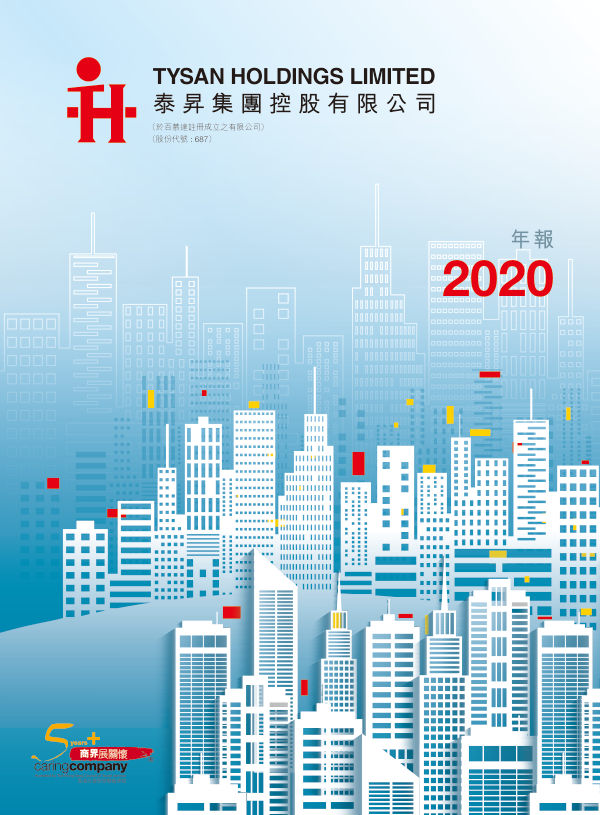 TYSAN HOLDINGS LIMITED
泰昇集團控股有限公司
(於百慕達註冊成立之有限公司)
(股份代號 : 687)
年報
2020
5 years+
商界展關懷
caringcompany